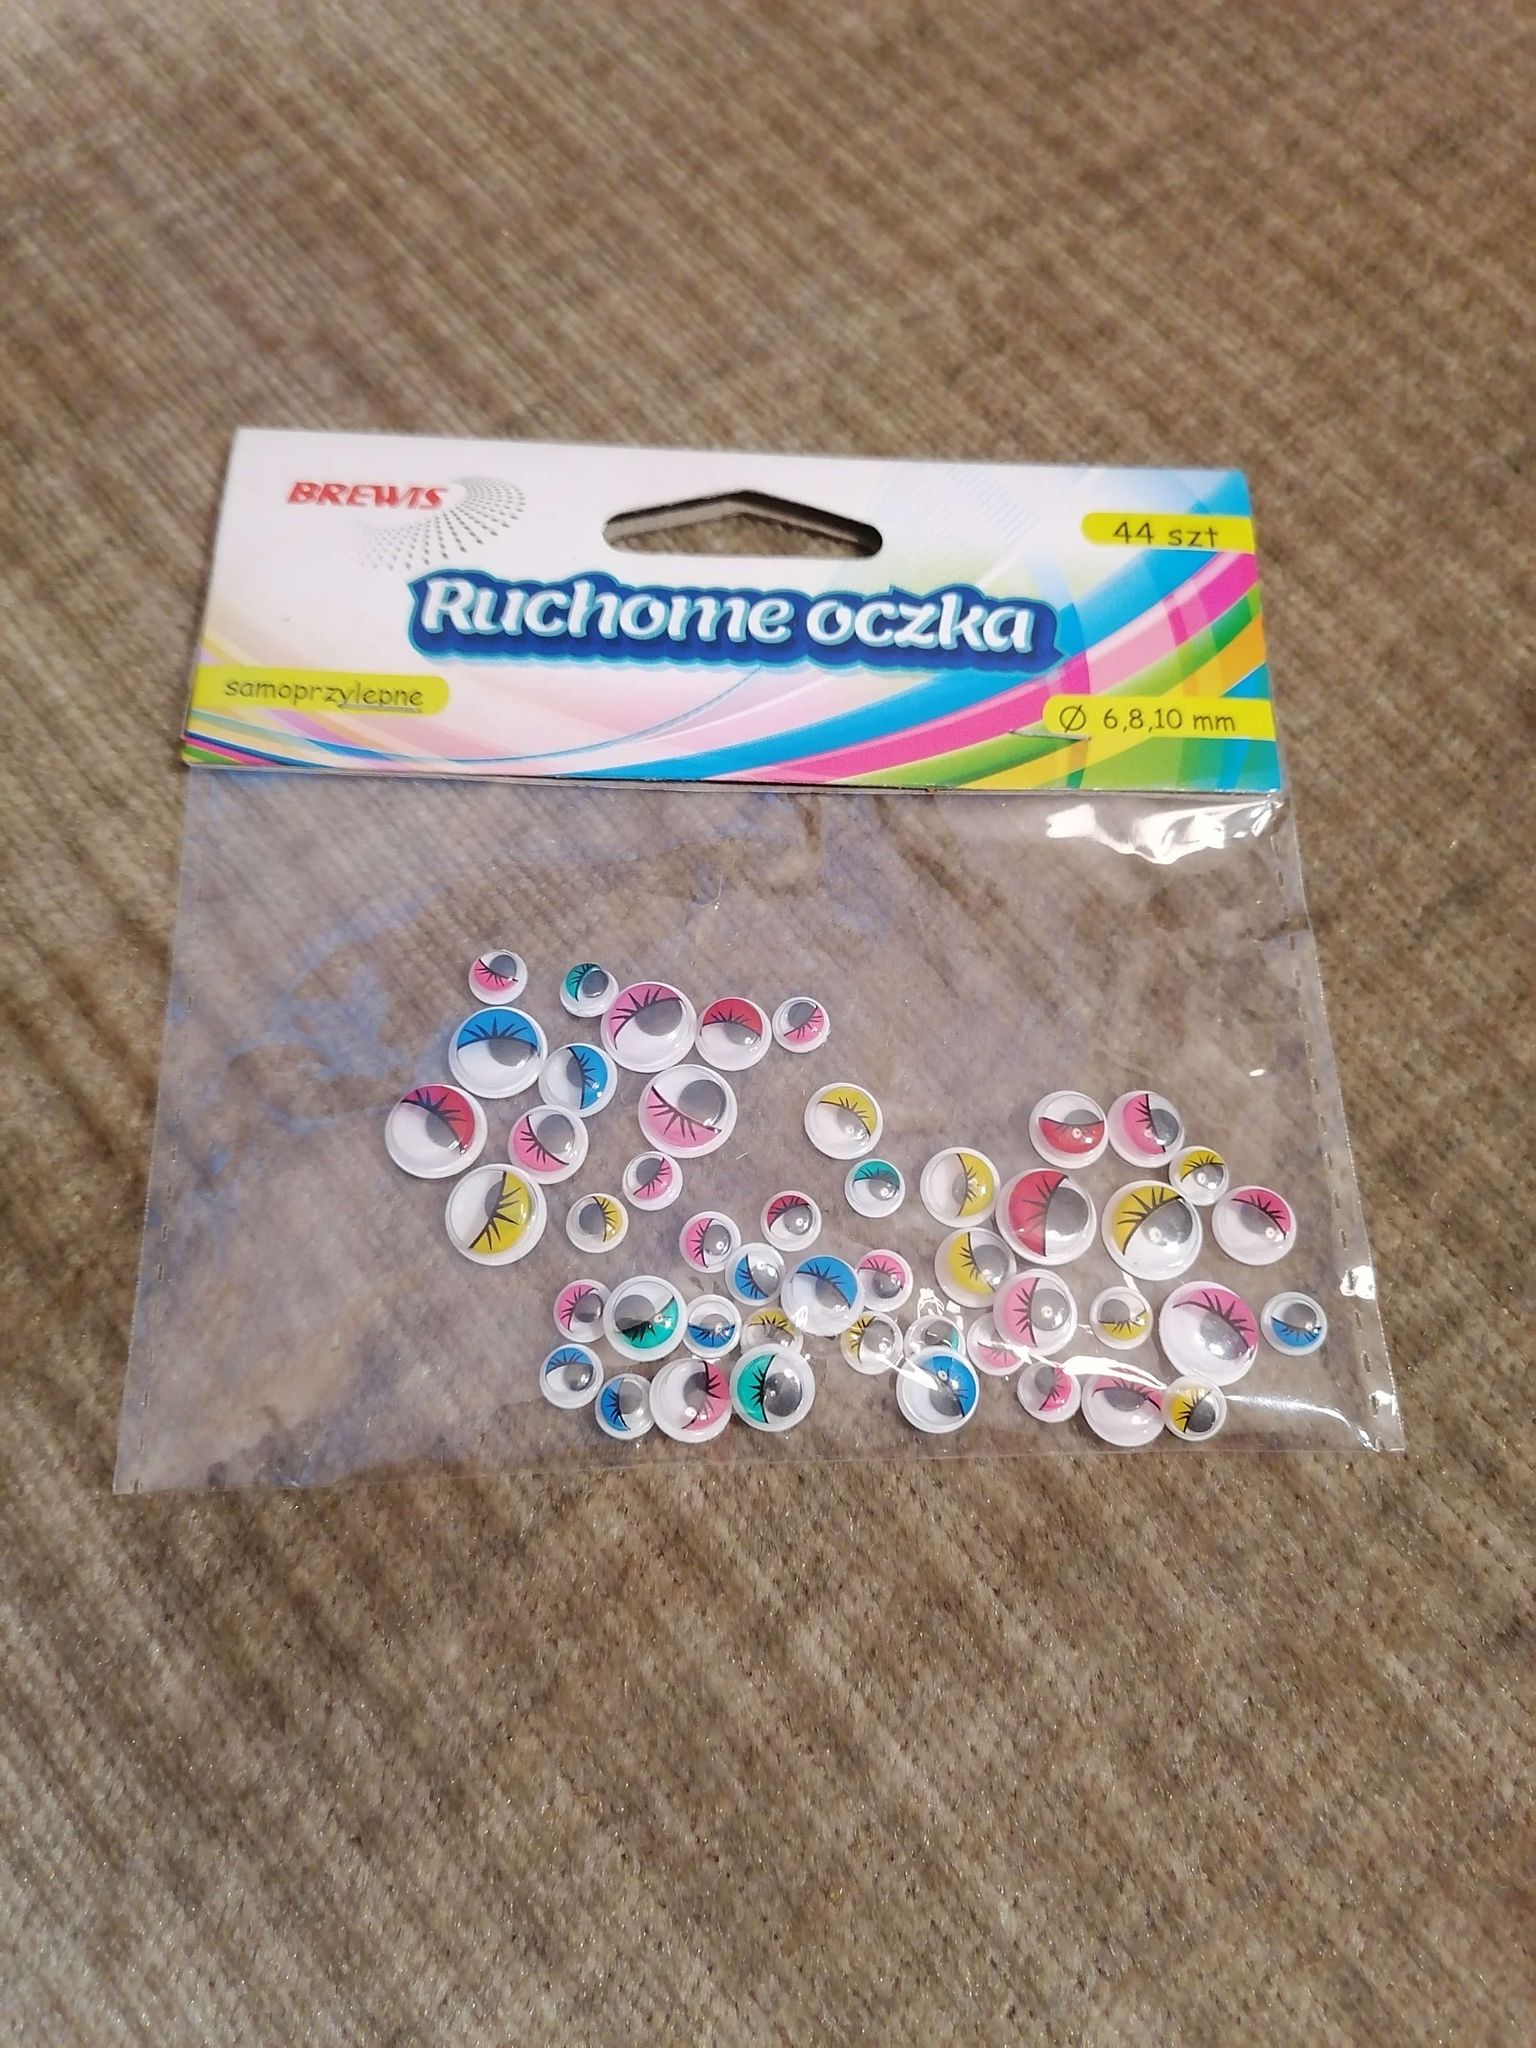 BREWIS
44 szt
Ruchome oczka
samoprzylepne
Ø 6,8,10 mm